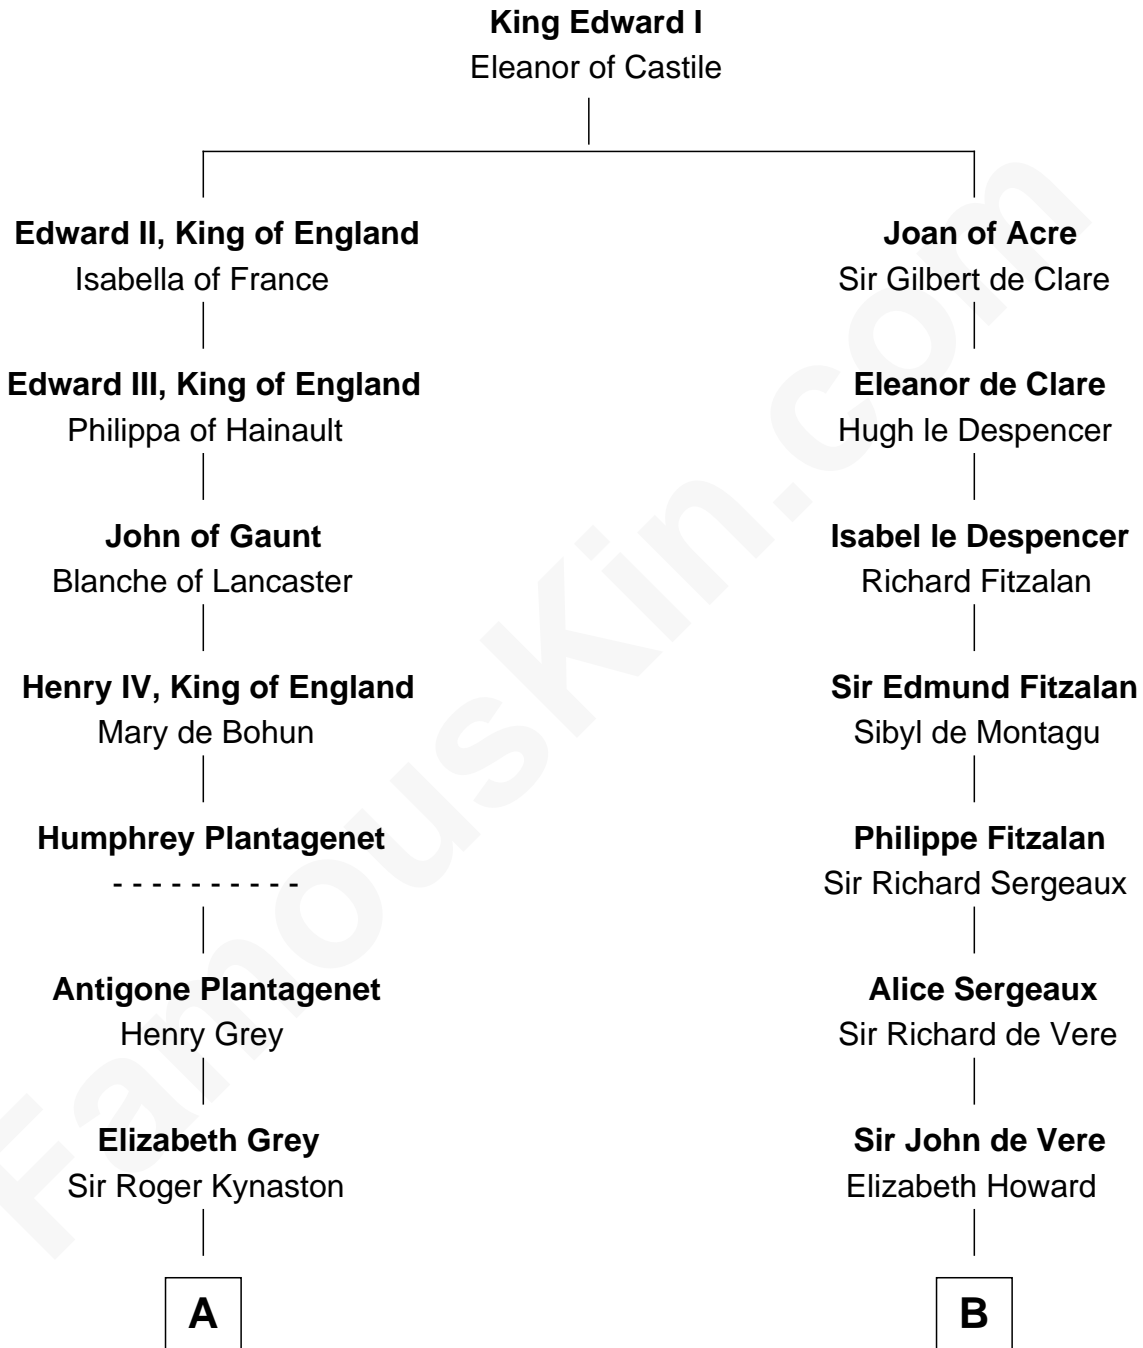 King Edward I
Eleanor of Castile
Edward II, King of England
Isabella of France
Edward III, King of England
Philippa of Hainault
John of Gaunt
Blanche of Lancaster
Henry IV, King of England
Mary de Bohun
Humphrey Plantagenet
- - - - - - - - - -
Antigone Plantagenet
Henry Grey
Elizabeth Grey
Sir Roger Kynaston
A
Joan of Acre
Sir Gilbert de Clare
Eleanor de Clare
Hugh le Despencer
Isabel le Despencer
Richard Fitzalan
Sir Edmund Fitzalan
Sibyl de Montagu
Philippe Fitzalan
Sir Richard Sergeaux
Alice Sergeaux
Sir Richard de Vere
Sir John de Vere
Elizabeth Howard
B
FamousKin.com